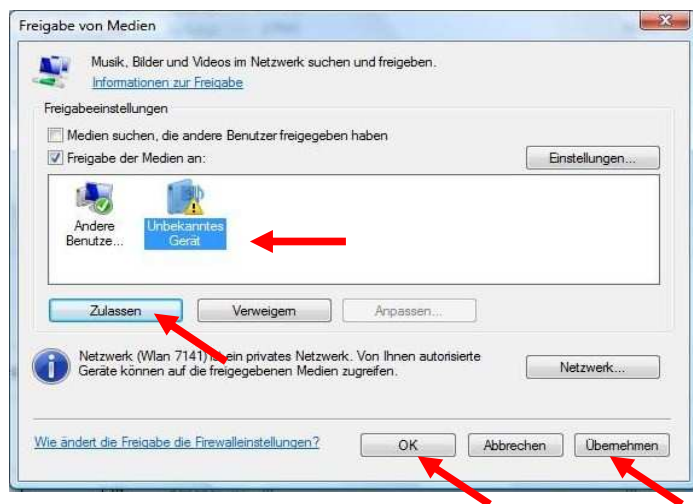 Freigabe von Medien
Musik, Bilder und Videos im Netzwerk suchen und freigeben.
Informationen zur Freigabe
Freigabeeinstellungen
Medien suchen, die andere Benutzer freigegeben haben
Freigabe der Medien an:
Einstellungen...
Andere
Benutze...
Unbekanntes
Gerät
Zulassen
Verweigern
Anpassen...
Netzwerk (Wlan 7141) ist ein privates Netzwerk. Von Ihnen autorisierte
Geräte können auf die freigegebenen Medien zugreifen.
Netzwerk...
Wie ändert die Freigabe die Firewalleinstellungen?
OK
Abbrechen
Übernehmen